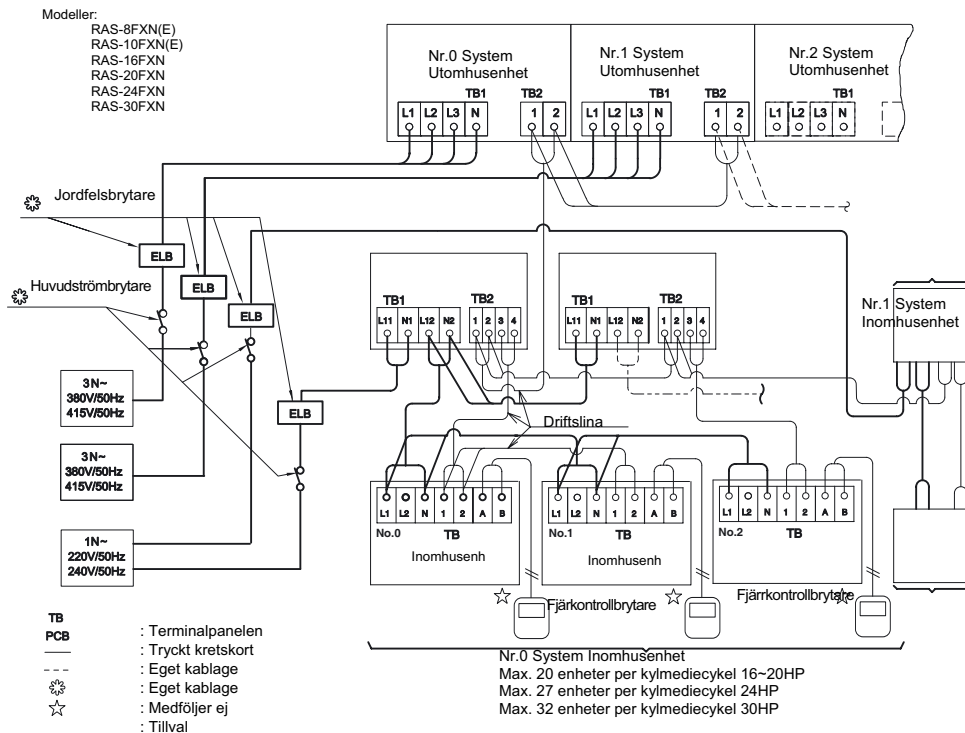 Modeller:
RAS-8FXN(E)
RAS-10FXN(E)
RAS-16FXN
RAS-20FXN
RAS-24FXN
RAS-30FXN
Nr.0 System
Utomhusenhet
Nr.1 System
Utomhusenhet
Nr.2 System
Utomhusenhet
TB1 TB2 TB1 TB2 TB1
L1 L2 L3 N 1 2 L1 L2 L3 N 1 2 L1 L2 L3 N
Jordfelsbrytare
ELB
Huvudströmbrytare
ELB
ELB
ELB
TB1 TB2 TB1 TB2
L11 N1 L12 N2 1 2 3 4 L11 N1 L12 N2 1 2 3 4
Nr.1 System
Inomhusenhet
3N~
380V/50Hz
415V/50Hz
3N~
380V/50Hz
415V/50Hz
1N~
220V/50Hz
240V/50Hz
Driftslina
L1 L2 N 1 2 A B L1 L2 N 1 2 A B L1 L2 N 1 2 A B
No.0 TB No.1 TB No.2 TB
Inomhusenh Inomhusenh
Fjärkontrollbrytare Fjärrkontrollbrytare
TB
PCB
: Terminalpanelen
: Tryckt kretskort
: Eget kablage
: Eget kablage
: Medföljer ej
: Tillval
Nr.0 System Inomhusenhet
Max. 20 enheter per kylmediecykel 16~20HP
Max. 27 enheter per kylmediecykel 24HP
Max. 32 enheter per kylmediecykel 30HP